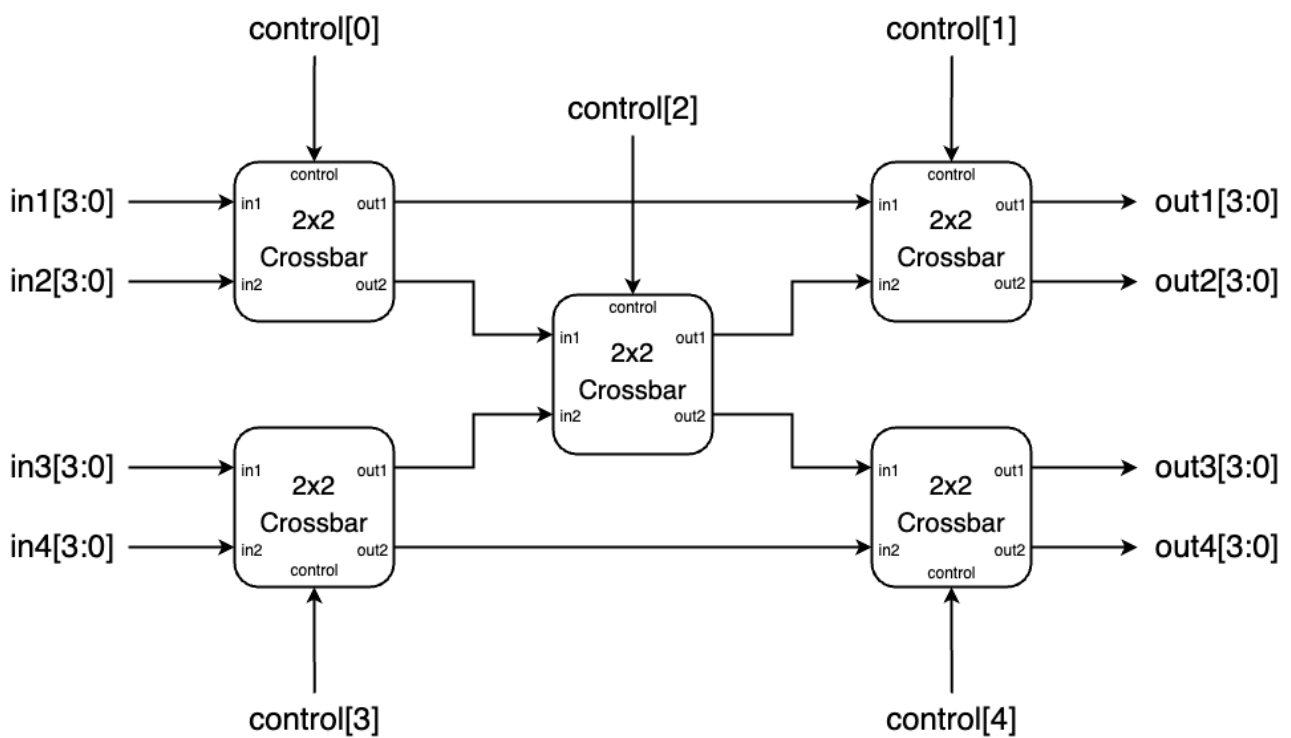 control[0]
control[1]
control[2]
in1[3:0]
in2[3:0]
control
in1
in2
2x2
Crossbar
out1
out2
control
in1
in2
2x2
Crossbar
out1
out2
out1[3:0]
out2[3:0]
control
in1
in2
2x2
Crossbar
out1
out2
in3[3:0]
in4[3:0]
in1
in2
2x2
Crossbar
out1
out2
control
in1
in2
2x2
Crossbar
out1
out2
control
out3[3:0]
out4[3:0]
control[3]
control[4]